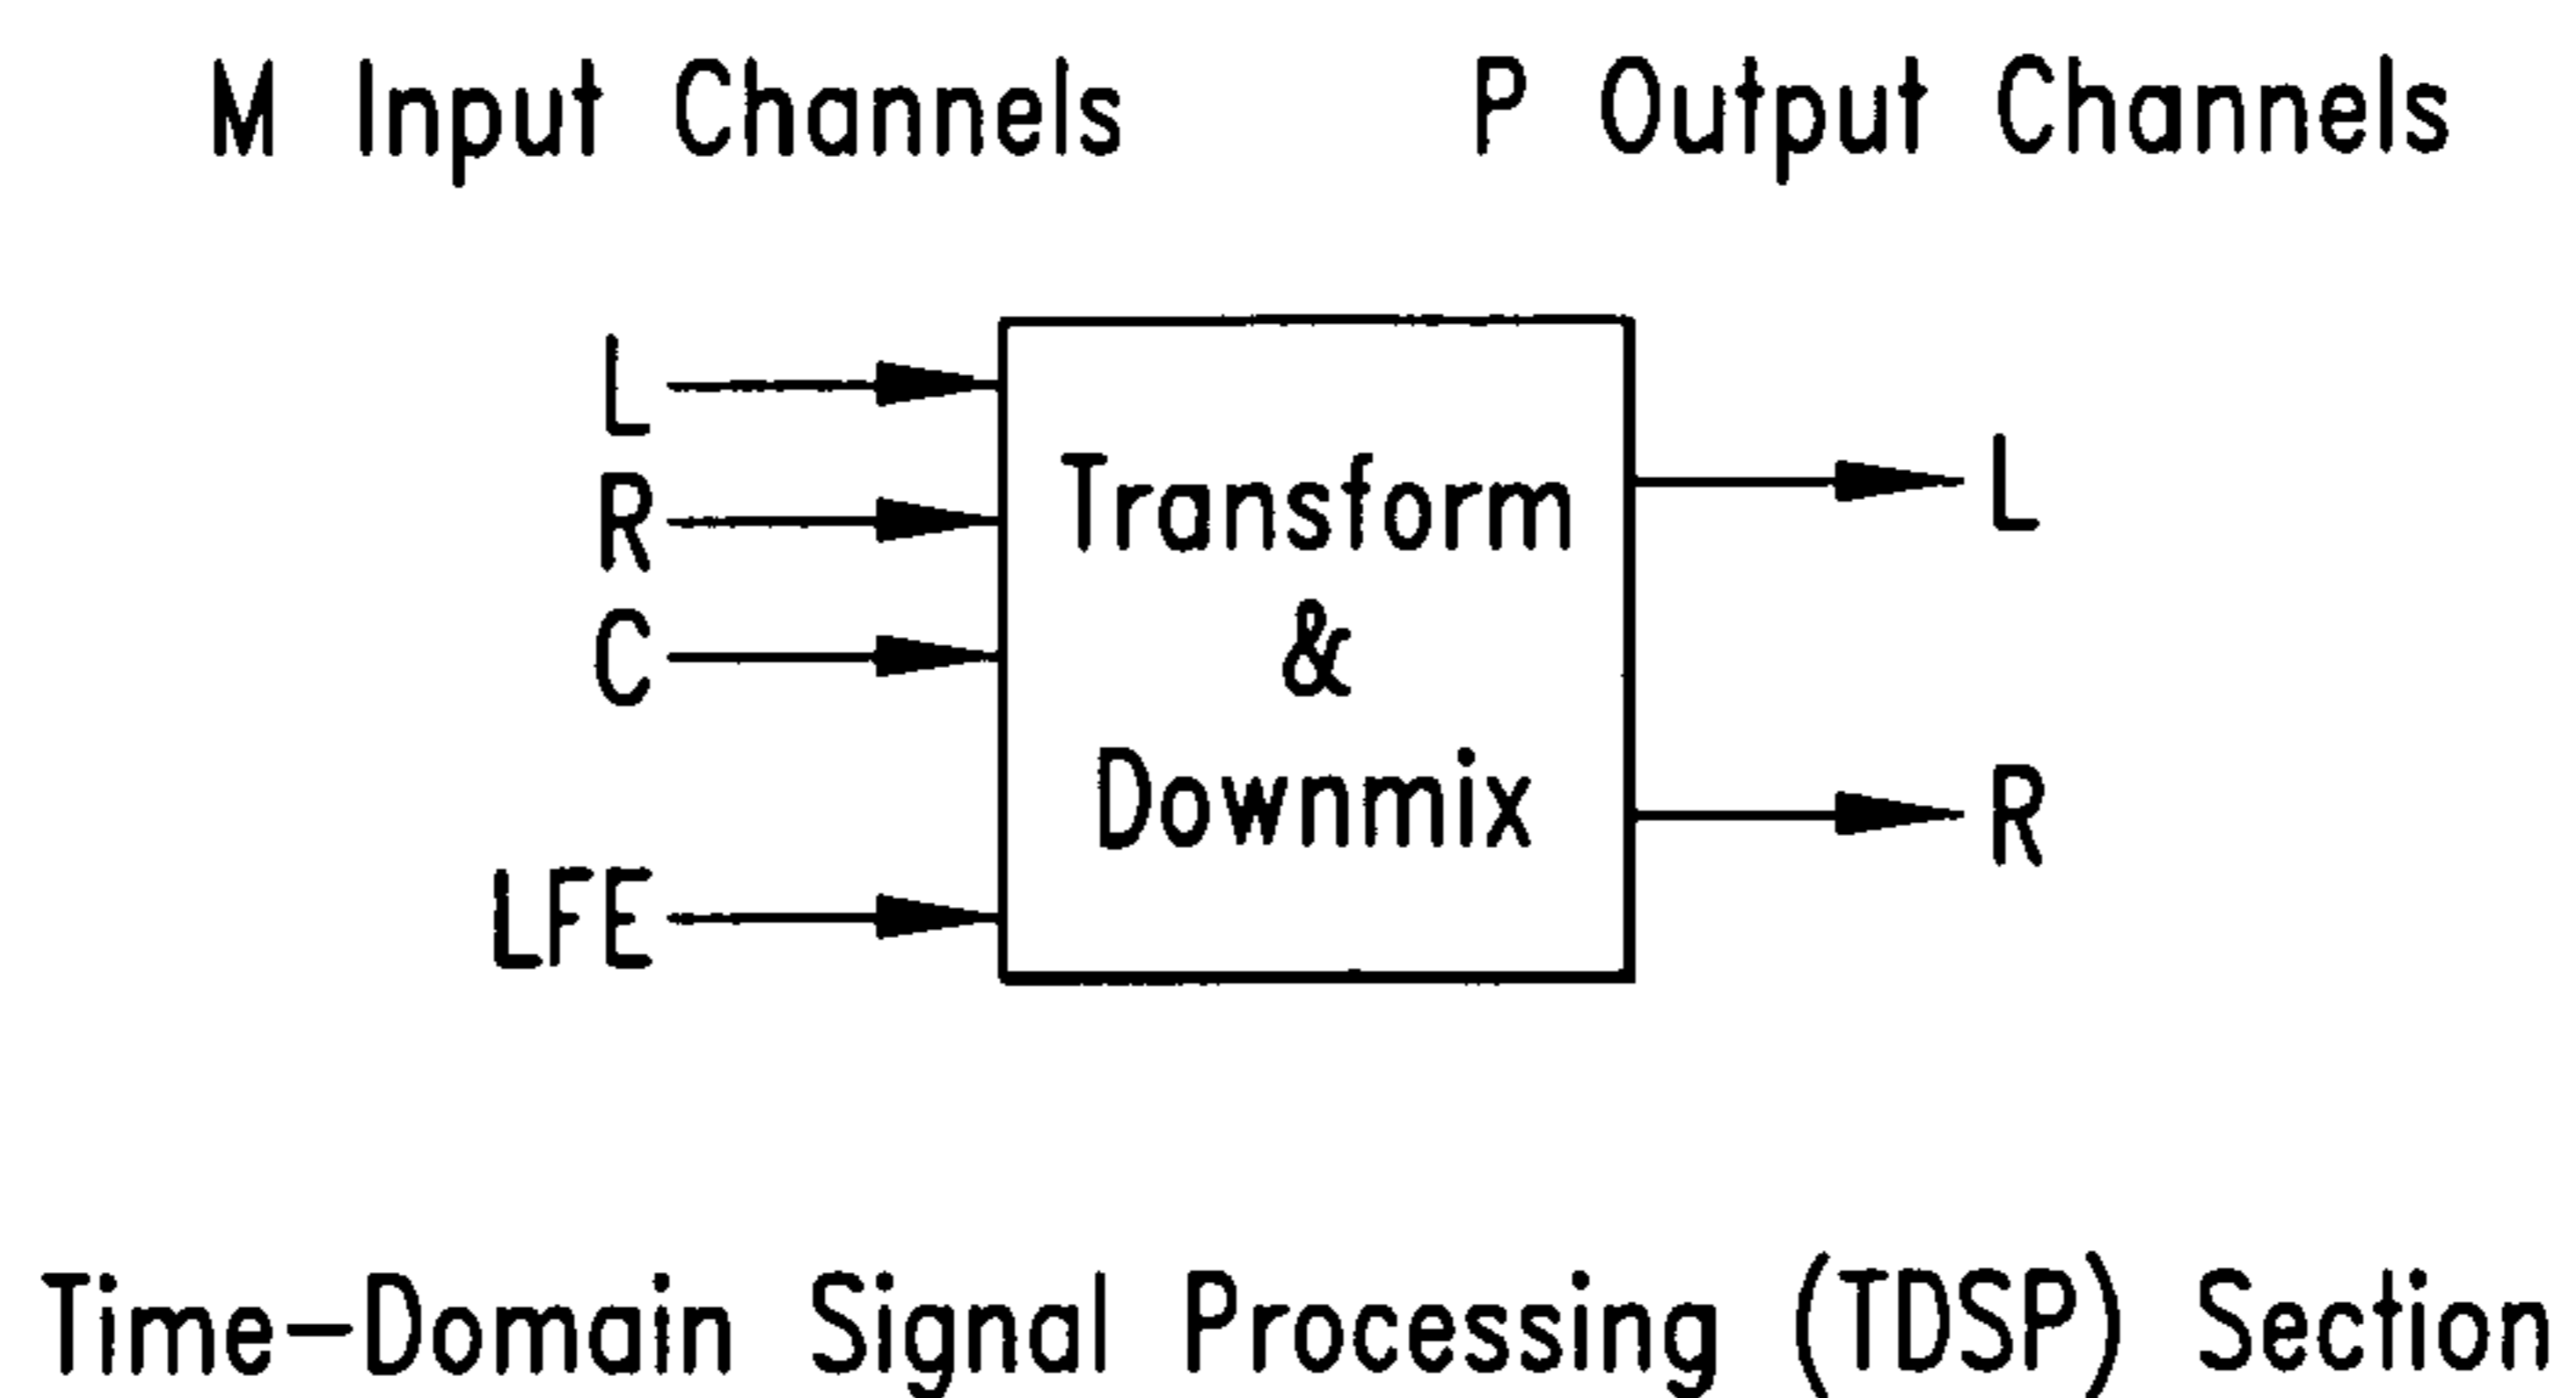 M Input Channels
P Output Channels
L
R
C
LFE
Transform
&
Downmix
L
R
Time-Domain Signal Processing (TDSP) Section